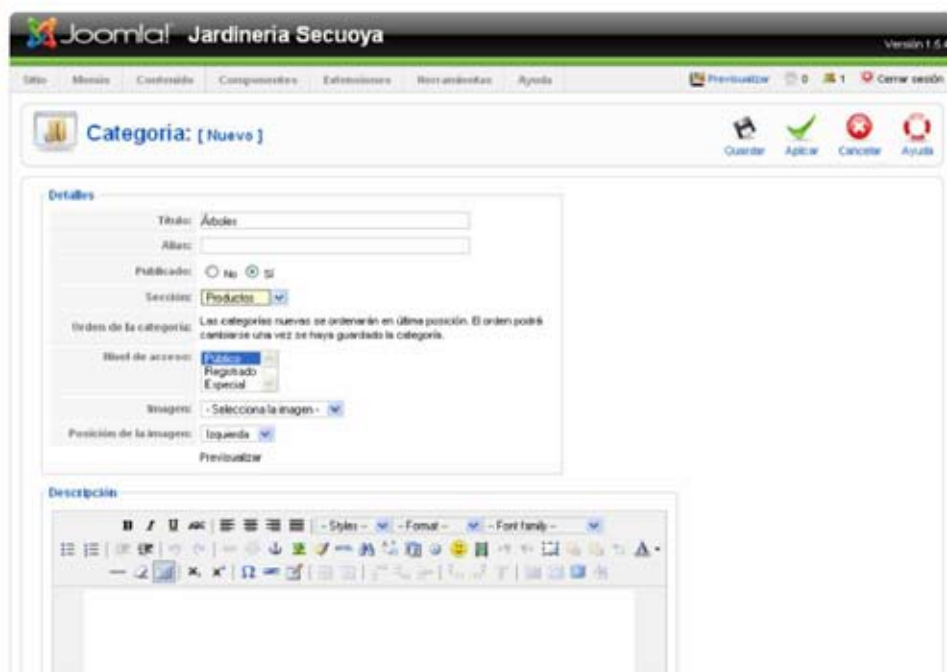 Joomla! Jardineria Secuoya
Versión 1.5.4
Sitio Menús Contenido Componentes Extensiones Herramientas Ayuda Previsualizar 0 1 Cerrar sesión
Categoria: [ Nuevo ]
Guardar Aplicar Cancelar Ayuda
Detalles
Título: Árboles
Alias:
Publicado: No Sí
Sección: Productos
Orden de la categoría: Las categorías nuevas se ordenarán en última posición. El orden podrá
cambiarse una vez se haya guardado la categoría.
Nivel de acceso: Público
Registrado
Especial
Imagen: - Selecciona la imagen -
Posición de la imagen: Izquierda
Previsualizar
Descripción
B I U ABC - Styles - - Format - - Font family -
A
x, x² Ω